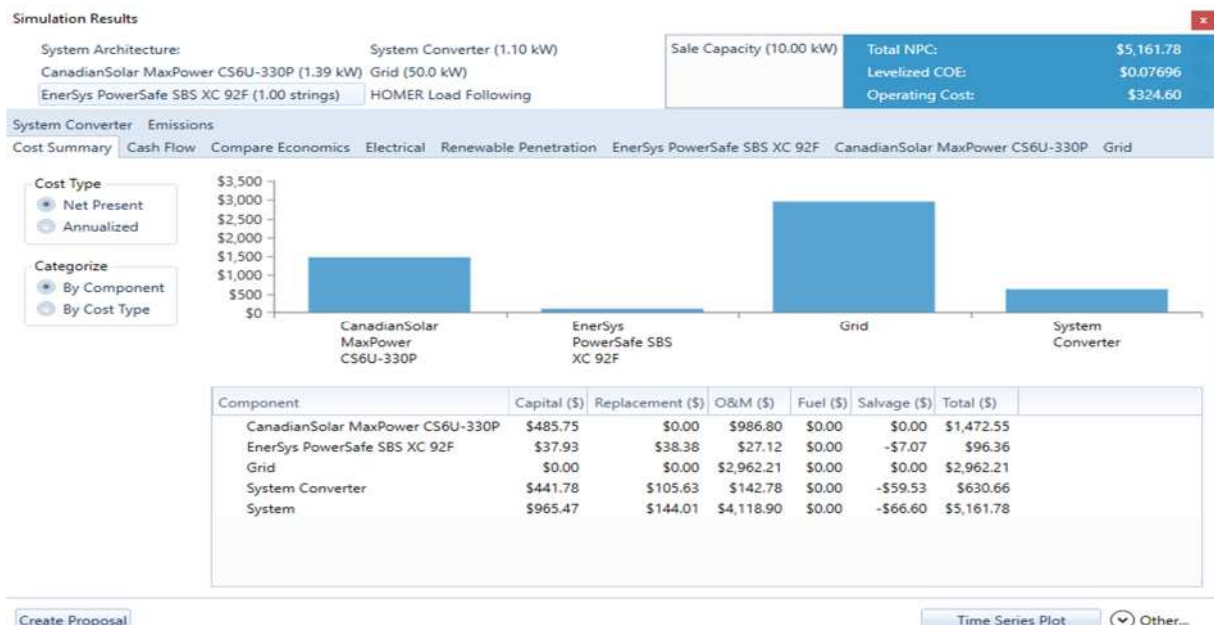 Simulation Results
x
System Architecture:
System Converter (1.10 kW)
CanadianSolar MaxPower CS6U-330P (1.39 kW)
Grid (50.0 kW)
EnerSys PowerSafe SBS XC 92F (1.00 strings)
HOMER Load Following
Sale Capacity (10.00 kW)
Total NPC: $5,161.78
Levelized COE: $0.07696
Operating Cost: $324.60
System Converter Emissions
Cost Summary Cash Flow Compare Economics Electrical Renewable Penetration EnerSys PowerSafe SBS XC 92F CanadianSolar MaxPower CS6U-330P Grid
Cost Type
Net Present
Annualized
Categorize
By Component
By Cost Type
$3,500
$3,000
$2,500
$2,000
$1,500
$1,000
$500
$0
CanadianSolar
MaxPower
CS6U-330P
EnerSys
PowerSafe SBS
XC 92F
Grid
System
Converter
Component Capital ($) Replacement ($) O&M ($) Fuel ($) Salvage ($) Total ($)
CanadianSolar MaxPower CS6U-330P $485.75 $0.00 $986.80 $0.00 $0.00 $1,472.55
EnerSys PowerSafe SBS XC 92F $37.93 $38.38 $27.12 $0.00 -$7.07 $96.36
Grid $0.00 $0.00 $2,962.21 $0.00 $0.00 $2,962.21
System Converter $441.78 $105.63 $142.78 $0.00 -$59.53 $630.66
System $965.47 $144.01 $4,118.90 $0.00 -$66.60 $5,161.78
Create Proposal
Time Series Plot
Other...